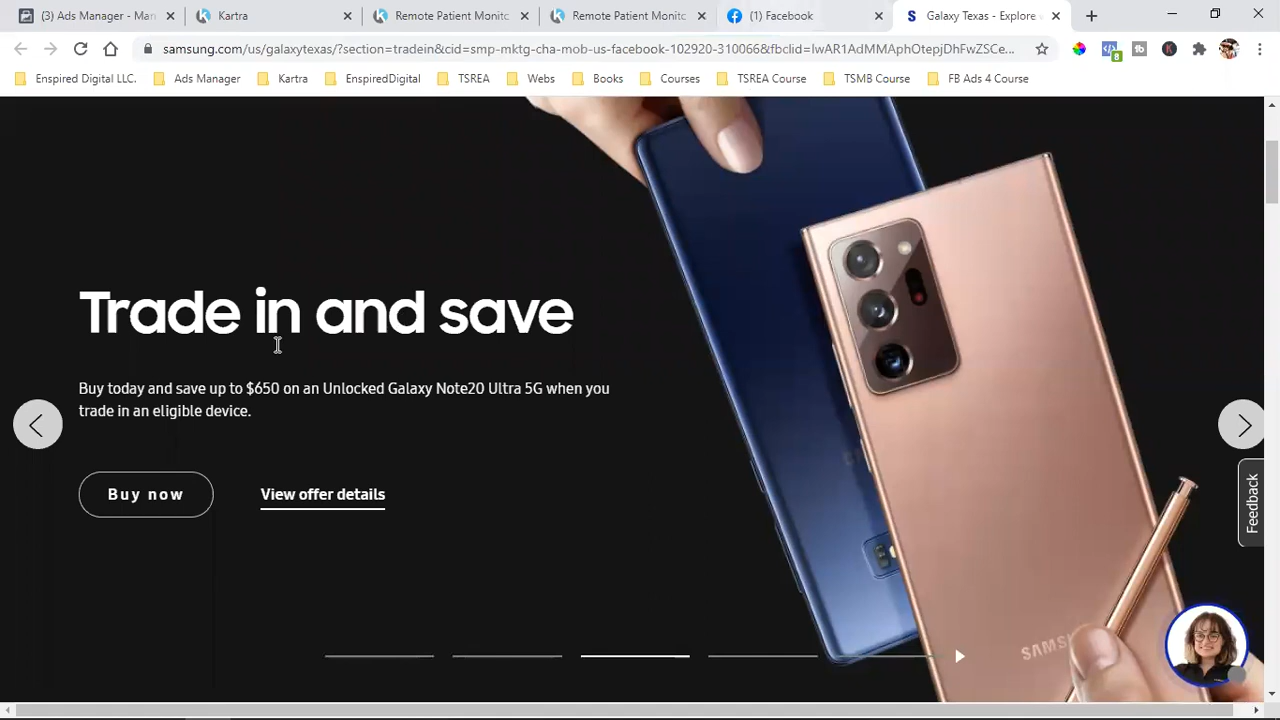 (3) Ads Manager - Man
Kartra
Remote Patient Monitc
Remote Patient Monitc
(1) Facebook
Galaxy Texas - Explore
samsung.com/us/galaxytexas/?section=tradein&cid=smp-mktg-cha-mob-us-facebook-102920-310066&fbclid=IwAR1AdMMAphOtepjDhFwZSCe...
8
Enspired Digital LLC.
Ads Manager
Kartra
EnspiredDigital
TSREA
Webs
Books
Courses
TSREA Course
TSMB Course
FB Ads 4 Course
Trade in and save
Buy today and save up to $650 on an Unlocked Galaxy Note20 Ultra 5G when you
trade in an eligible device.
Buy now
View offer details
Feedback